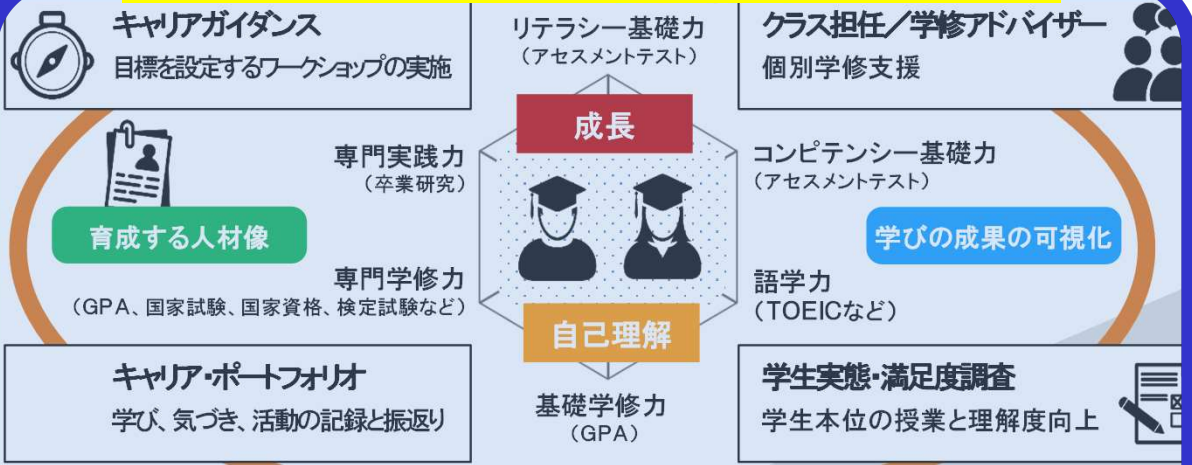 キャリアガイダンス
目標を設定するワークショップの実施
リテラシー基礎力
（アセスメントテスト）
クラス担任／学修アドバイザー
個別学修支援
成長
専門実践力
（卒業研究）
コンピテンシー基礎力
（アセスメントテスト）
育成する人材像
学びの成果の可視化
専門学修力
（GPA、国家試験、国家資格、検定試験など）
語学力
（TOEICなど）
自己理解
キャリア・ポートフォリオ
学び、気づき、活動の記録と振返り
基礎学修力
（GPA）
学生実態・満足度調査
学生本位の授業と理解度向上